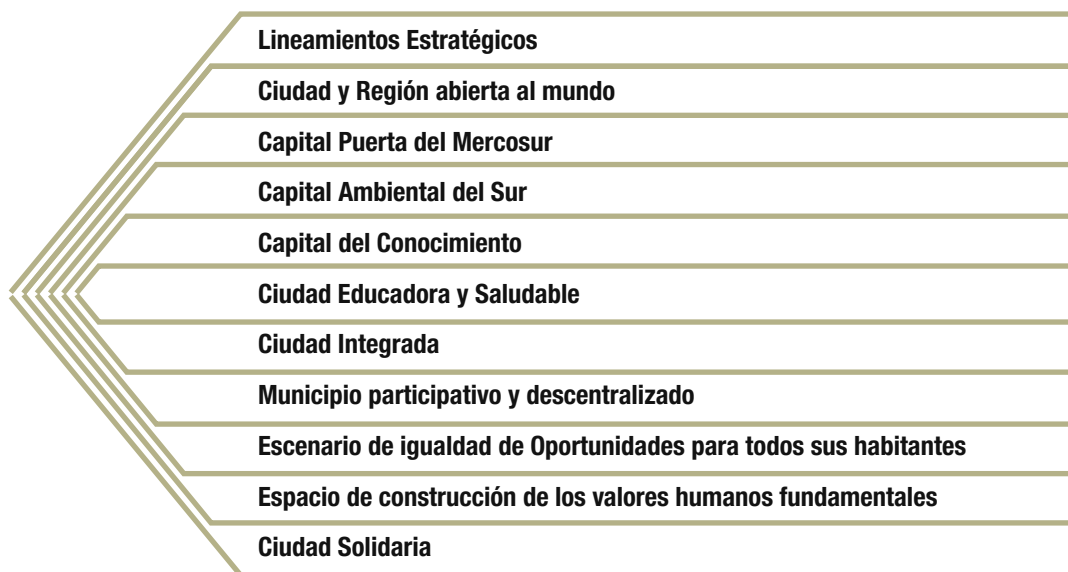 Lineamientos Estratégicos
Ciudad y Región abierta al mundo
Capital Puerta del Mercosur
Capital Ambiental del Sur
Capital del Conocimiento
Ciudad Educadora y Saludable
Ciudad Integrada
Municipio participativo y descentralizado
Escenario de igualdad de Oportunidades para todos sus habitantes
Espacio de construcción de los valores humanos fundamentales
Ciudad Solidaria